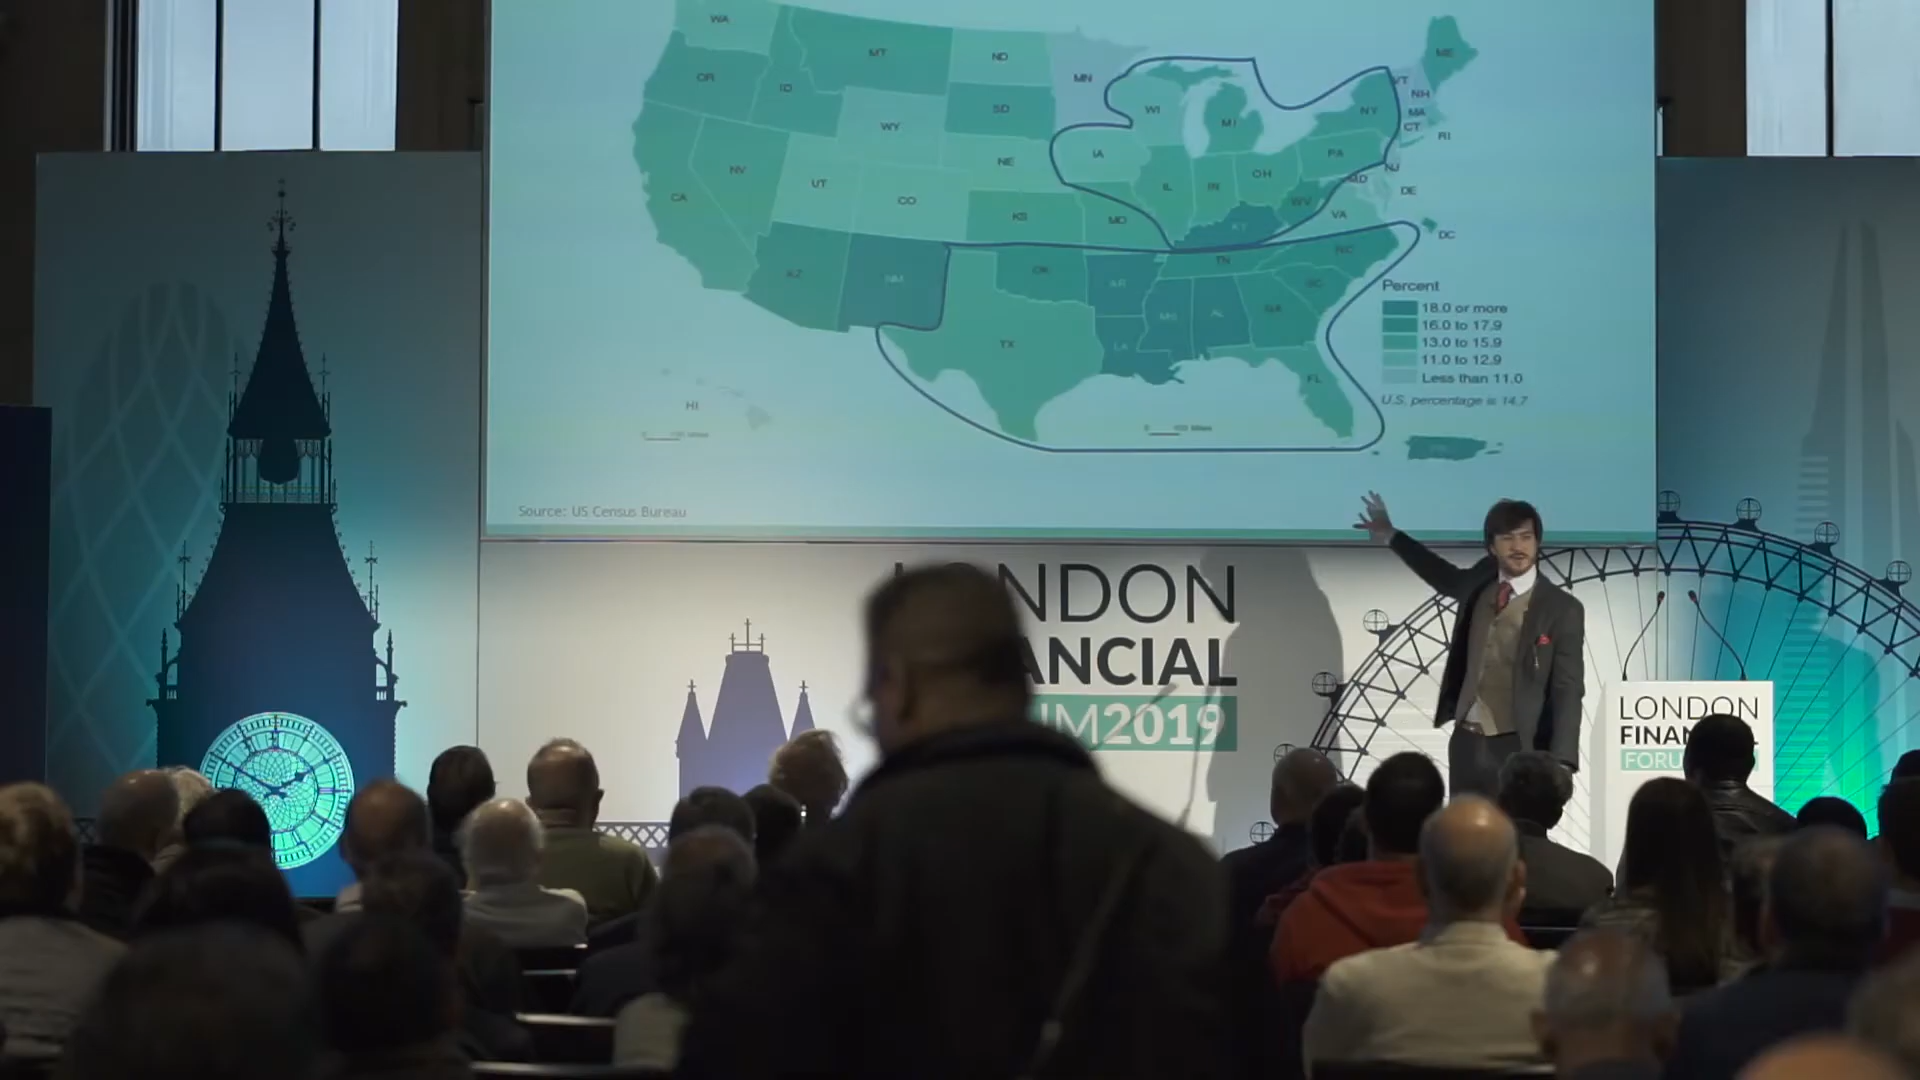 WA
MT
ND
MN
ME
OR
ID
SD
WI
MI
NY
VT
NH
MA
CT
RI
WY
NE
IA
PA
NJ
NV
UT
CO
IL
IN
OH
WV
MD
DE
CA
KS
MO
KY
VA
DC
AZ
NM
OK
AR
TN
NC
SC
TX
LA
MS
AL
GA
FL
HI
Percent
18.0 or more
16.0 to 17.9
13.0 to 15.9
11.0 to 12.9
Less than 11.0
U.S. percentage is 14.7
Source: US Census Bureau
NDON
ANCIAL
UM2019
LONDON
FINAN
FORU